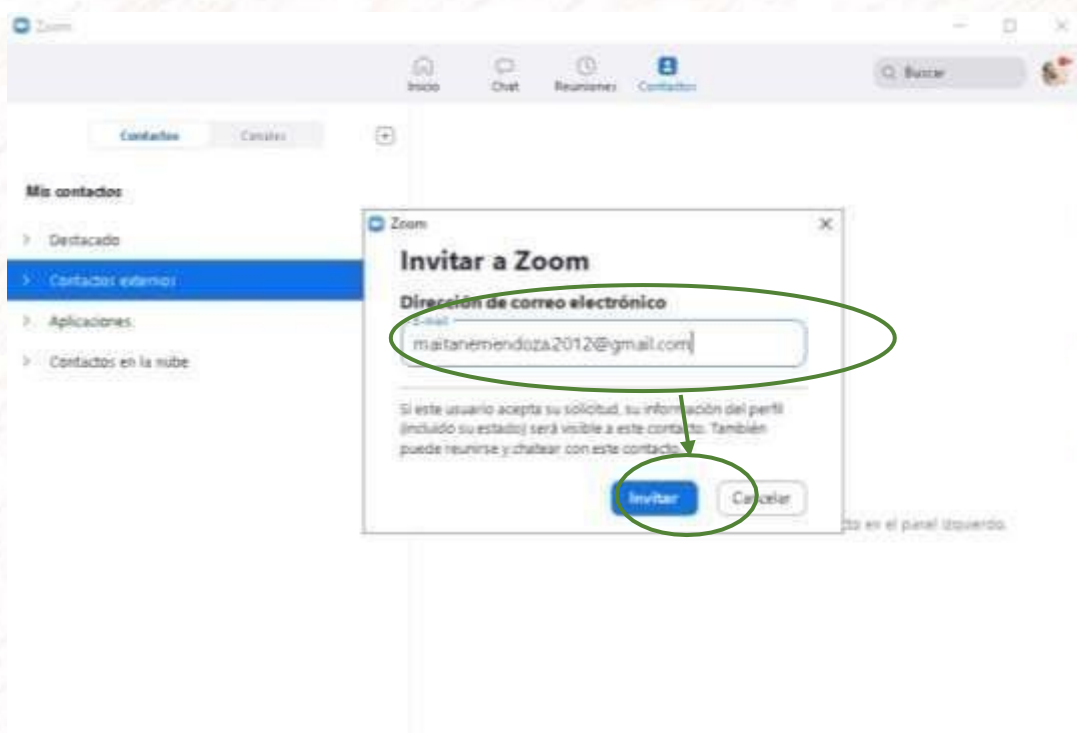 Zoom
Inicio
Chat
Reuniones
Contactos
Buscar
Contactos
Canales
Mis contactos
Destacado
Contactos externos
Aplicaciones
Contactos en la nube
Zoom
Invitar a Zoom
Dirección de correo electrónico
E-mail
maitanemendoza2012@gmail.com
Si este usuario acepta su solicitud, su información del perfil
(incluido su estado) será visible a este contacto. También
puede reunirse y chatear con este contacto.
Invitar
Cancelar
en el panel izquierdo.